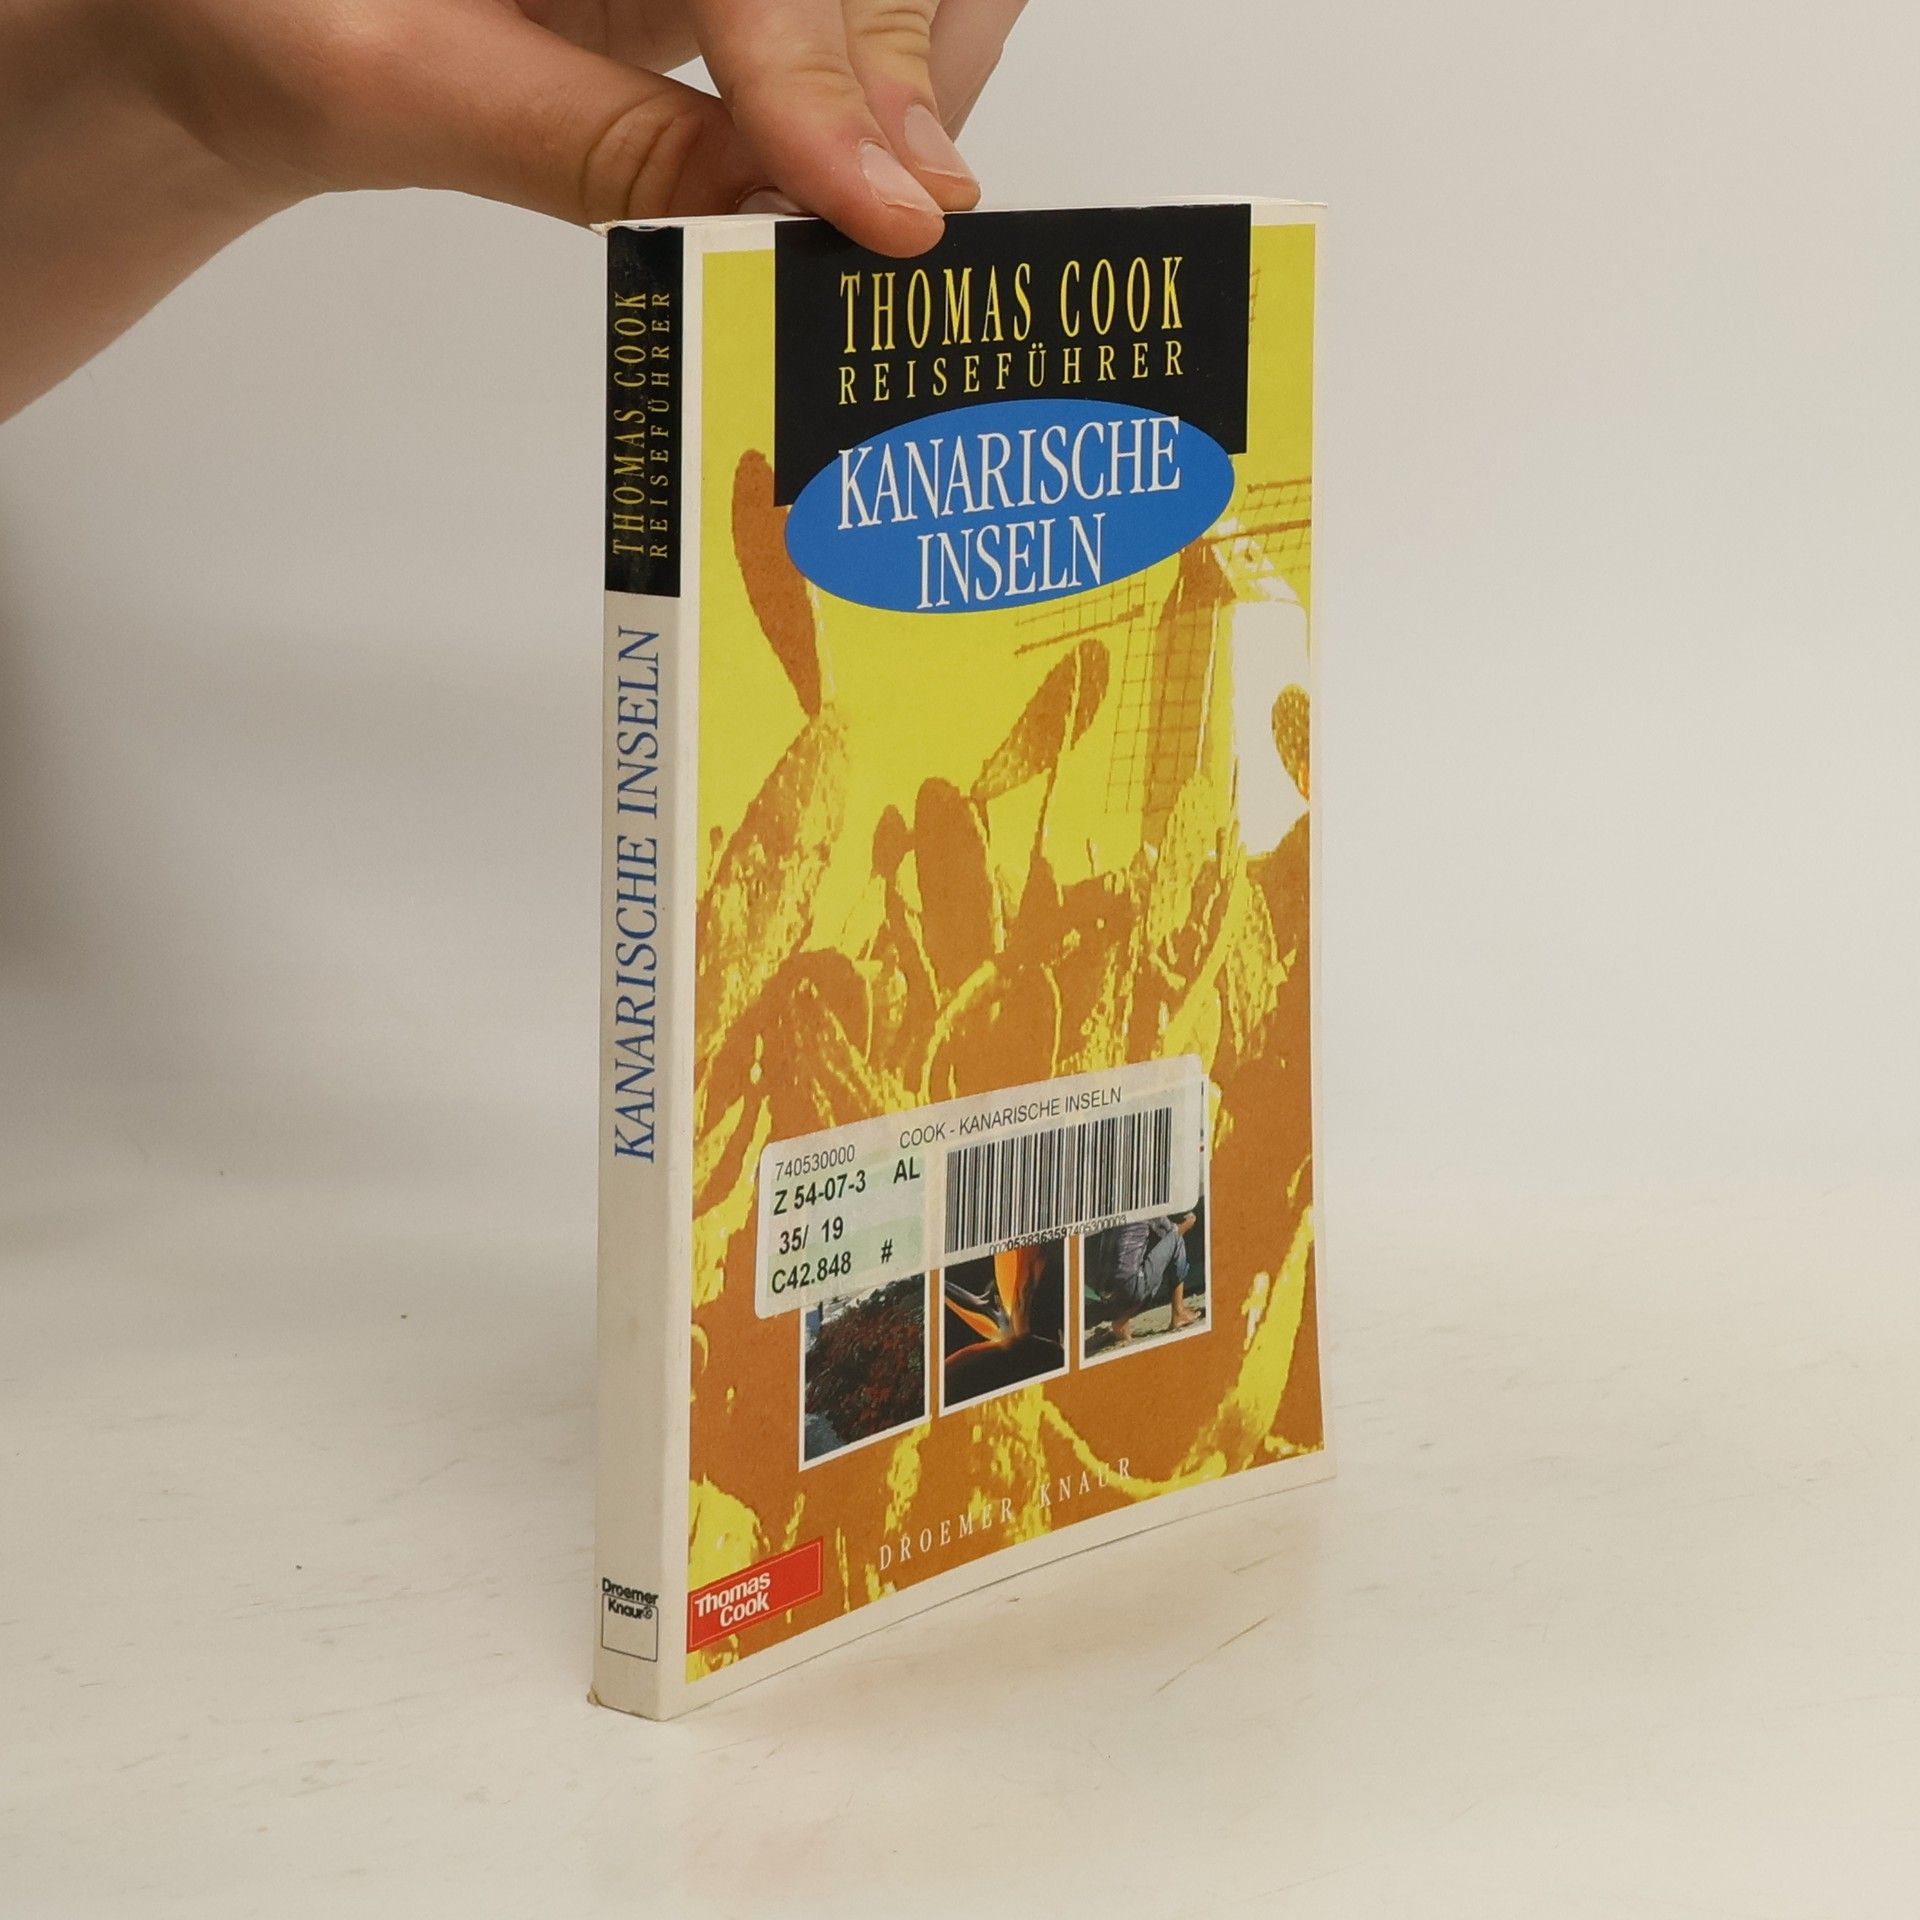 THOMAS COOK
REISEFÜHRER
KANARISCHE INSELN
Droemer
Knaur®
THOMAS COOK
REISEFÜHRER
KANARISCHE
INSELN
COOK - KANARISCHE INSELN
740530000
Z 54-07-3 AL
35/ 19
C42.848 #
DROEMER KNAUR
Thomas
Cook